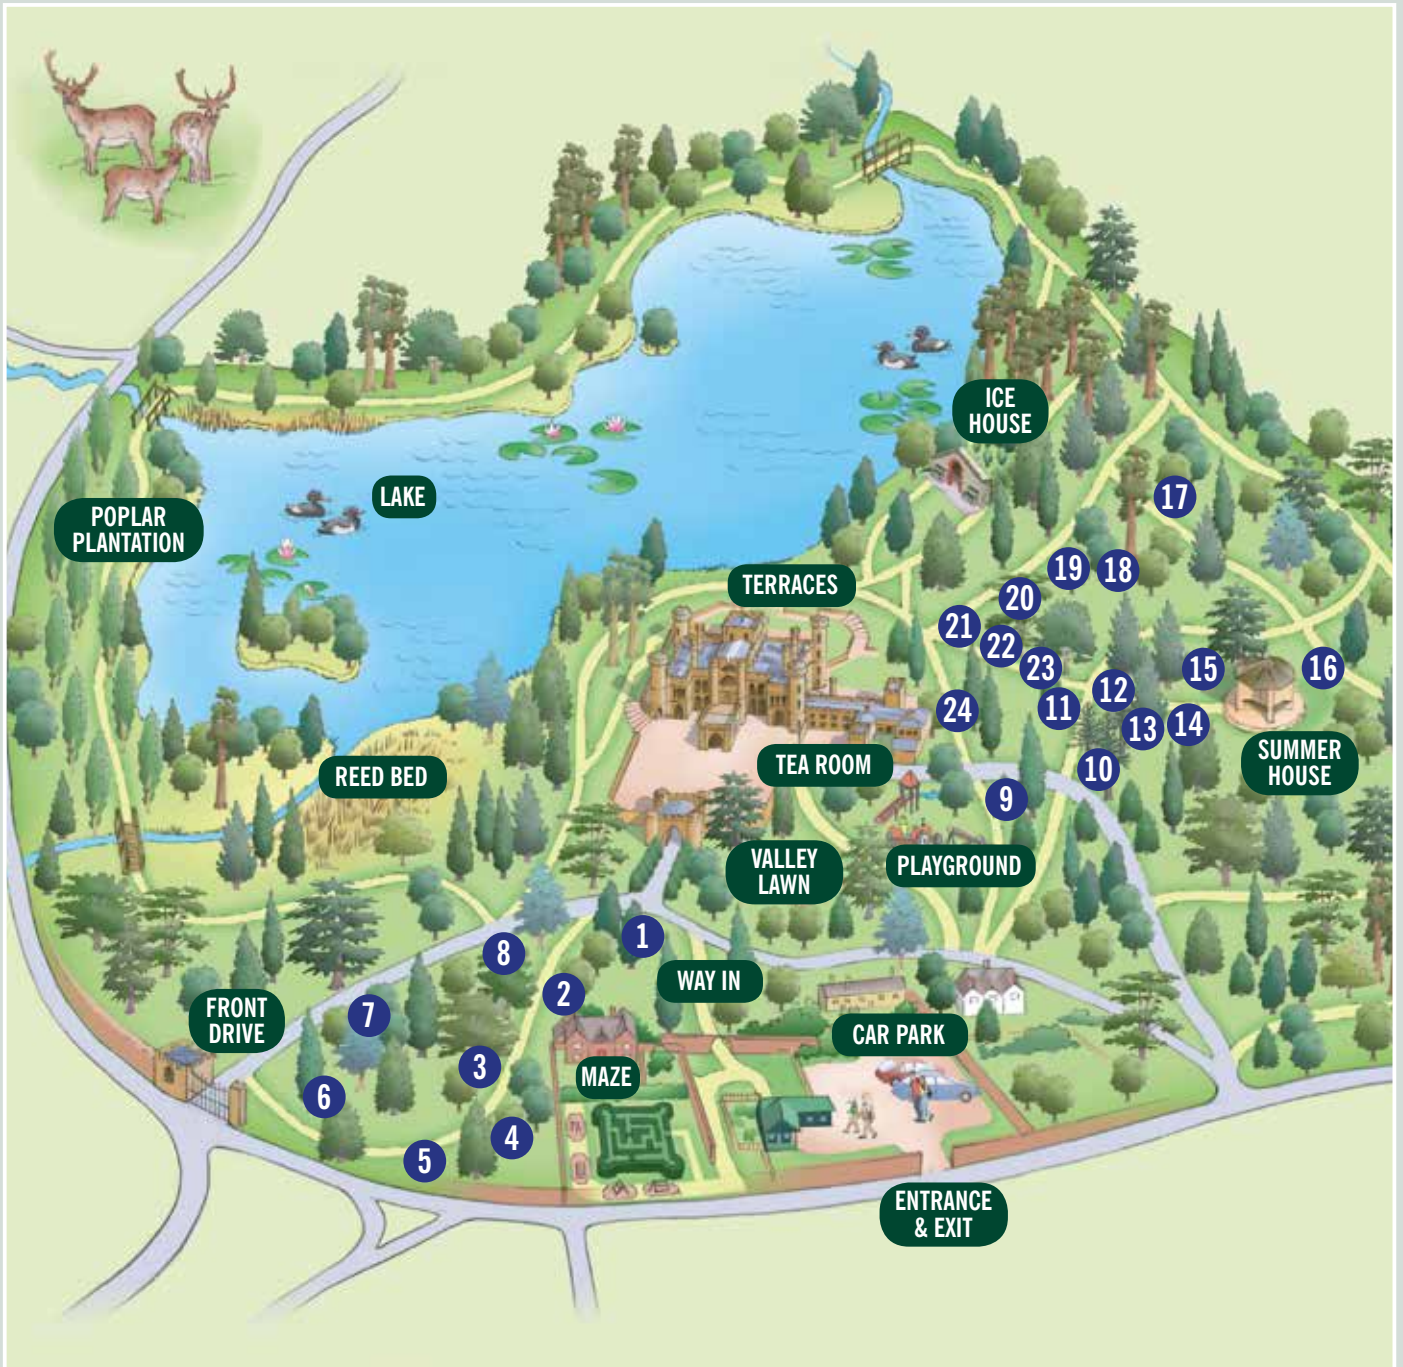 ICE
HOUSE
LAKE
POPLAR
PLANTATION
17
19
18
TERRACES
20
21
22
23
15
16
12
11
24
13
14
SUMMER
HOUSE
TEA ROOM
REED BED
10
9
VALLEY
LAWN
PLAYGROUND
1
8
WAY IN
2
FRONT
DRIVE
7
CAR PARK
3
MAZE
6
4
5
ENTRANCE
& EXIT